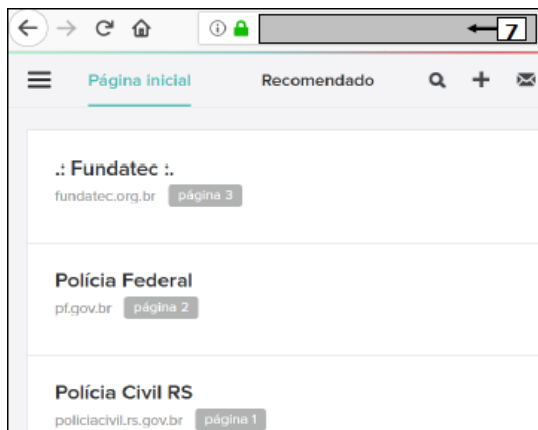 7
Página inicial Recomendado
.: Fundatec :.
fundatec.org.br página 3
Polícia Federal
pf.gov.br página 2
Polícia Civil RS
policiacivil.rs.gov.br página 1